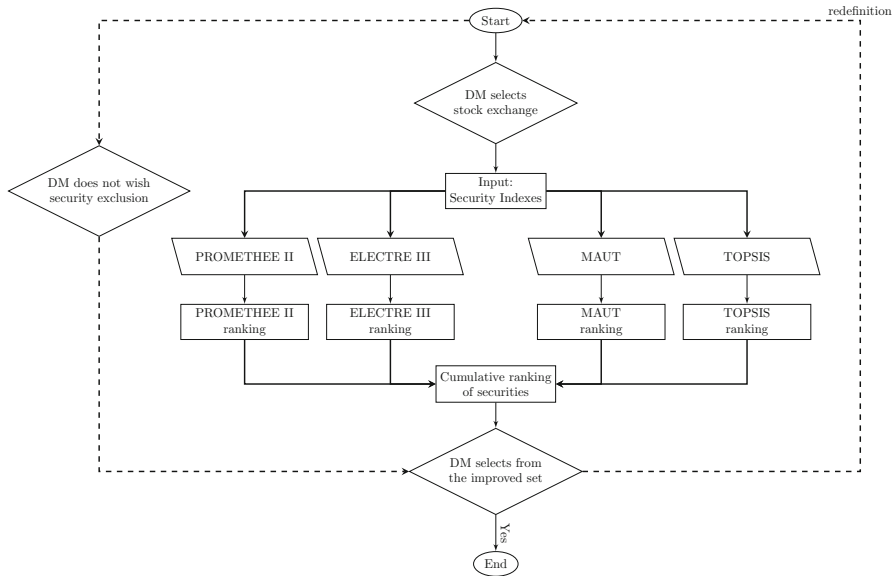 redefinition
Start
DM selects
stock exchange
DM does not wish
security exclusion
Input:
Security Indexes
PROMETHEE II
ELECTRE III
MAUT
TOPSIS
PROMETHEE II
ranking
ELECTRE III
ranking
MAUT
ranking
TOPSIS
ranking
Cumulative ranking
of securities
DM selects from
the improved set
Yes
End